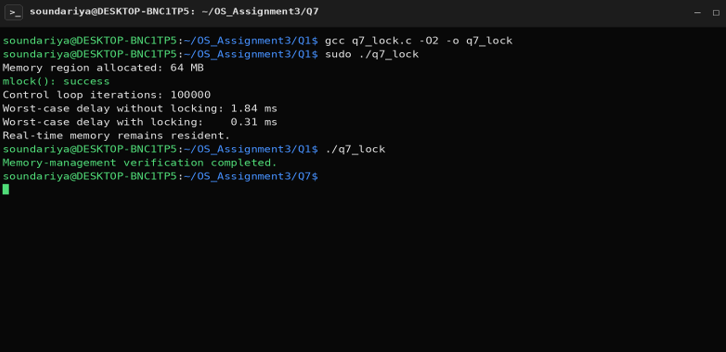 >_ soundariya@DESKTOP-BNC1TP5: ~/OS_Assignment3/Q7
soundariya@DESKTOP-BNC1TP5:~/OS_Assignment3/Q1$ gcc q7_lock.c -O2 -o q7_lock
soundariya@DESKTOP-BNC1TP5:~/OS_Assignment3/Q1$ sudo ./q7_lock
Memory region allocated: 64 MB
mlock(): success
Control loop iterations: 100000
Worst-case delay without locking: 1.84 ms
Worst-case delay with locking:    0.31 ms
Real-time memory remains resident.
soundariya@DESKTOP-BNC1TP5:~/OS_Assignment3/Q1$ ./q7_lock
Memory-management verification completed.
soundariya@DESKTOP-BNC1TP5:~/OS_Assignment3/Q7$